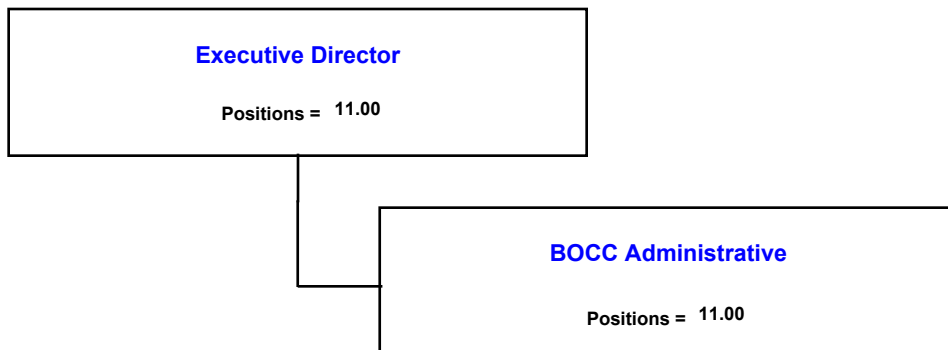 Executive Director
Positions = 11.00
BOCC Administrative
Positions = 11.00